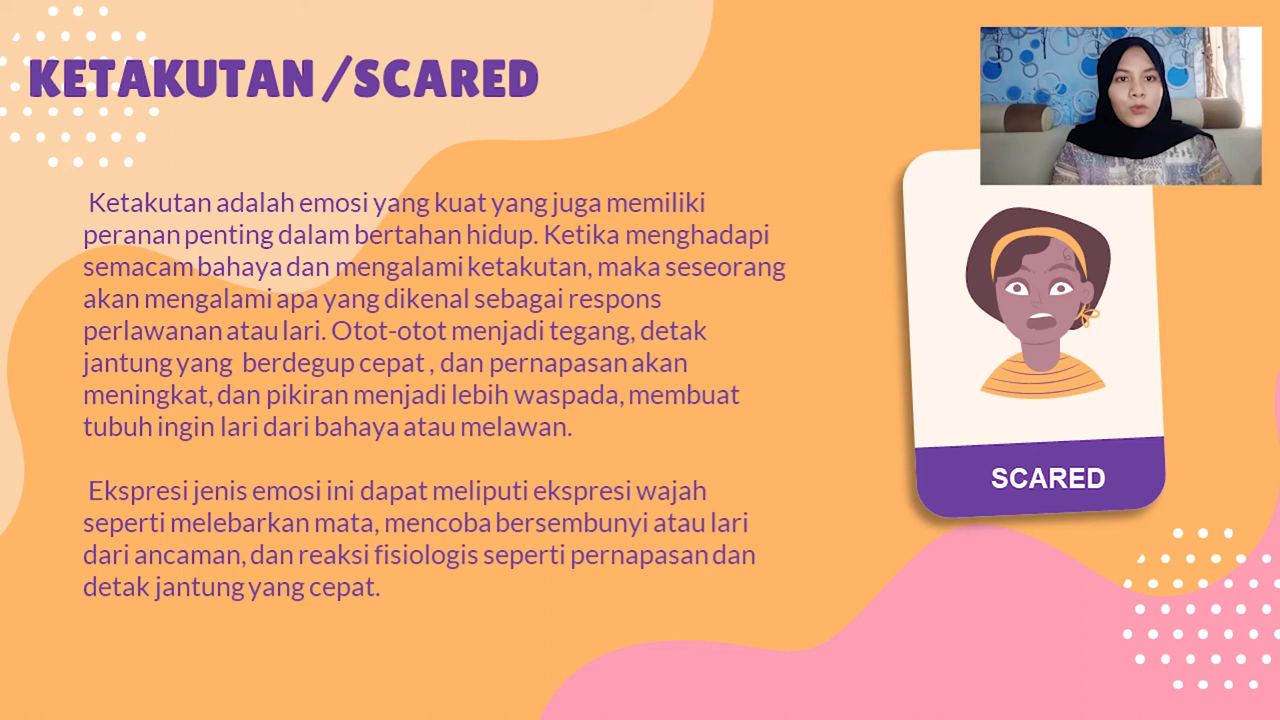 KETAKUTAN /SCARED
Ketakutan adalah emosi yang kuat yang juga memiliki
peranan penting dalam bertahan hidup. Ketika menghadapi
semacam bahaya dan mengalami ketakutan, maka seseorang
akan mengalami apa yang dikenal sebagai respons
perlawanan atau lari. Otot-otot menjadi tegang, detak
jantung yang berdegup cepat , dan pernapasan akan
meningkat, dan pikiran menjadi lebih waspada, membuat
tubuh ingin lari dari bahaya atau melawan.
Ekspresi jenis emosi ini dapat meliputi ekspresi wajah
seperti melebarkan mata, mencoba bersembunyi atau lari
dari ancaman, dan reaksi fisiologis seperti pernapasan dan
detak jantung yang cepat.
SCARED